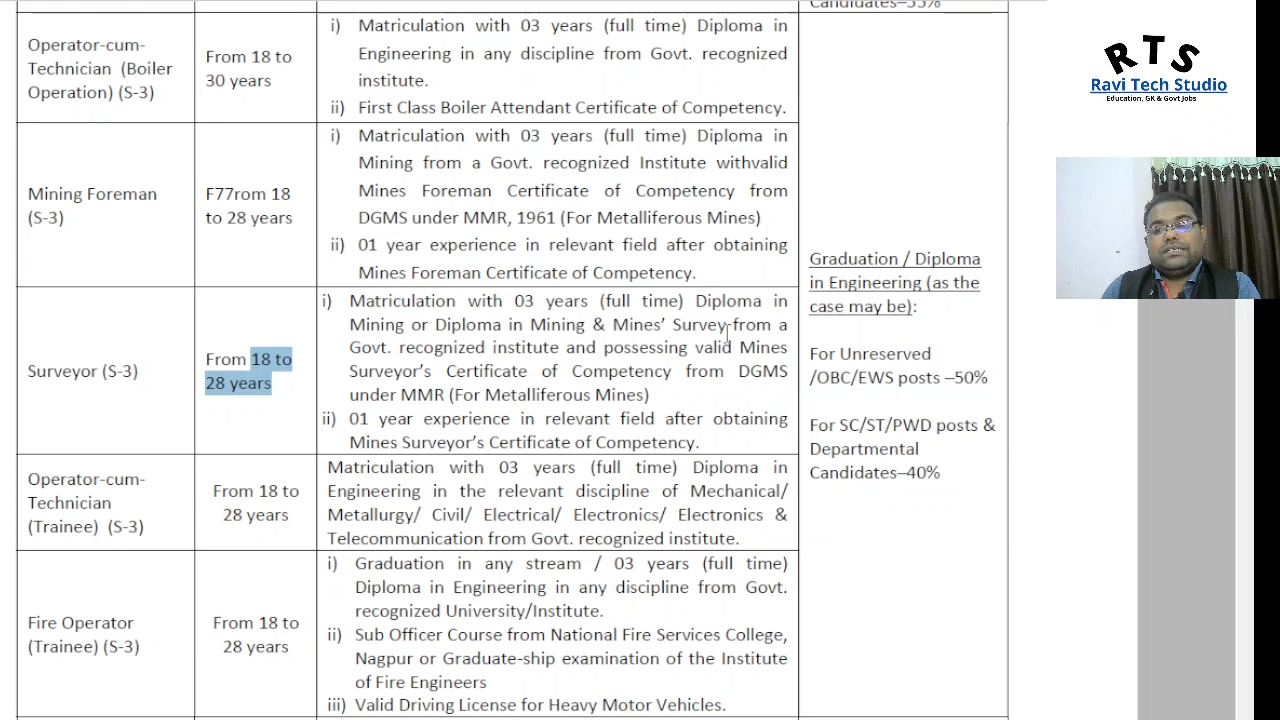 Candidates–55%
Operator-cum-
Technician (Boiler
Operation) (S-3)
From 18 to
30 years
i) Matriculation with 03 years (full time) Diploma in
Engineering in any discipline from Govt. recognized
institute.
ii) First Class Boiler Attendant Certificate of Competency.
Mining Foreman
(S-3)
F77rom 18
to 28 years
i) Matriculation with 03 years (full time) Diploma in
Mining from a Govt. recognized Institute withvalid
Mines Foreman Certificate of Competency from
DGMS under MMR, 1961 (For Metalliferous Mines)
ii) 01 year experience in relevant field after obtaining
Mines Foreman Certificate of Competency.
Surveyor (S-3)
From 18 to
28 years
i) Matriculation with 03 years (full time) Diploma in
Mining or Diploma in Mining & Mines’ Survey from a
Govt. recognized institute and possessing valid Mines
Surveyor’s Certificate of Competency from DGMS
under MMR (For Metalliferous Mines)
ii) 01 year experience in relevant field after obtaining
Mines Surveyor’s Certificate of Competency.
Operator-cum-
Technician
(Trainee) (S-3)
From 18 to
28 years
Matriculation with 03 years (full time) Diploma in
Engineering in the relevant discipline of Mechanical/
Metallurgy/ Civil/ Electrical/ Electronics/ Electronics &
Telecommunication from Govt. recognized institute.
Fire Operator
(Trainee) (S-3)
From 18 to
28 years
i) Graduation in any stream / 03 years (full time)
Diploma in Engineering in any discipline from Govt.
recognized University/Institute.
ii) Sub Officer Course from National Fire Services College,
Nagpur or Graduate-ship examination of the Institute
of Fire Engineers
iii) Valid Driving License for Heavy Motor Vehicles.
Graduation / Diploma
in Engineering (as the
case may be):
For Unreserved
/OBC/EWS posts –50%
For SC/ST/PWD posts &
Departmental
Candidates–40%
RTS
Ravi Tech Studio
Education, GK & Govt Jobs